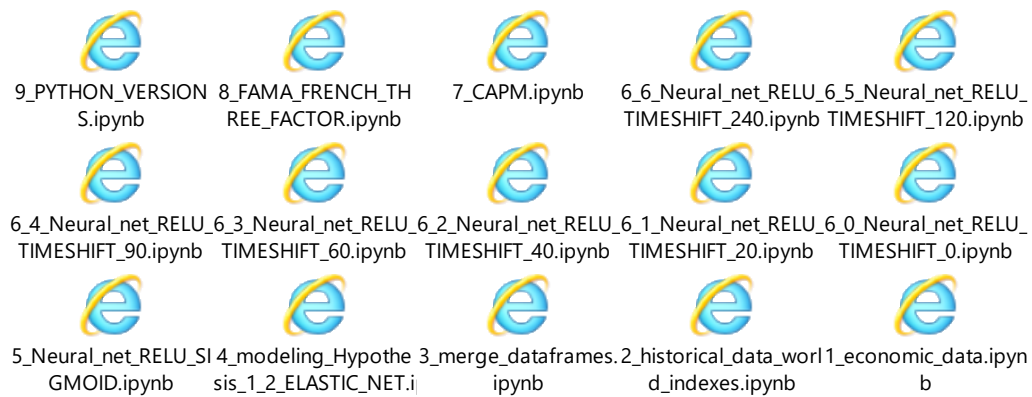 9_PYTHON_VERSION 8_FAMA_FRENCH_TH 7_CAPM.ipynb 6_6_Neural_net_RELU_ 6_5_Neural_net_RELU_
S.ipynb REE_FACTOR.ipynb TIMESHIFT_240.ipynb TIMESHIFT_120.ipynb
6_4_Neural_net_RELU_ 6_3_Neural_net_RELU_ 6_2_Neural_net_RELU_ 6_1_Neural_net_RELU_ 6_0_Neural_net_RELU_
TIMESHIFT_90.ipynb TIMESHIFT_60.ipynb TIMESHIFT_40.ipynb TIMESHIFT_20.ipynb TIMESHIFT_0.ipynb
5_Neural_net_RELU_SI 4_modeling_Hypothe 3_merge_dataframes. 2_historical_data_worl 1_economic_data.ipyn
GMOID.ipynb sis_1_2_ELASTIC_NET.i ipynb d_indexes.ipynb b